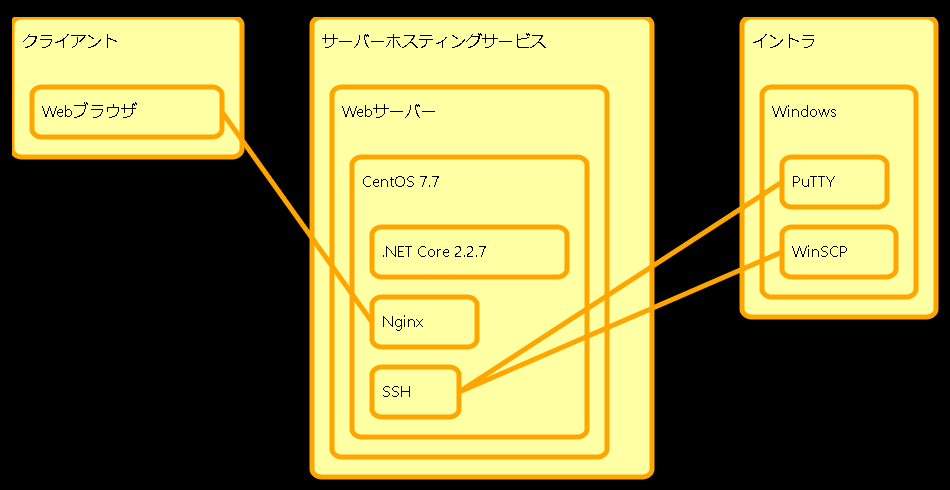 クライアント
Webブラウザ
サーバーホスティングサービス
Webサーバー
CentOS 7.7
.NET Core 2.2.7
Nginx
SSH
イントラ
Windows
PuTTY
WinSCP